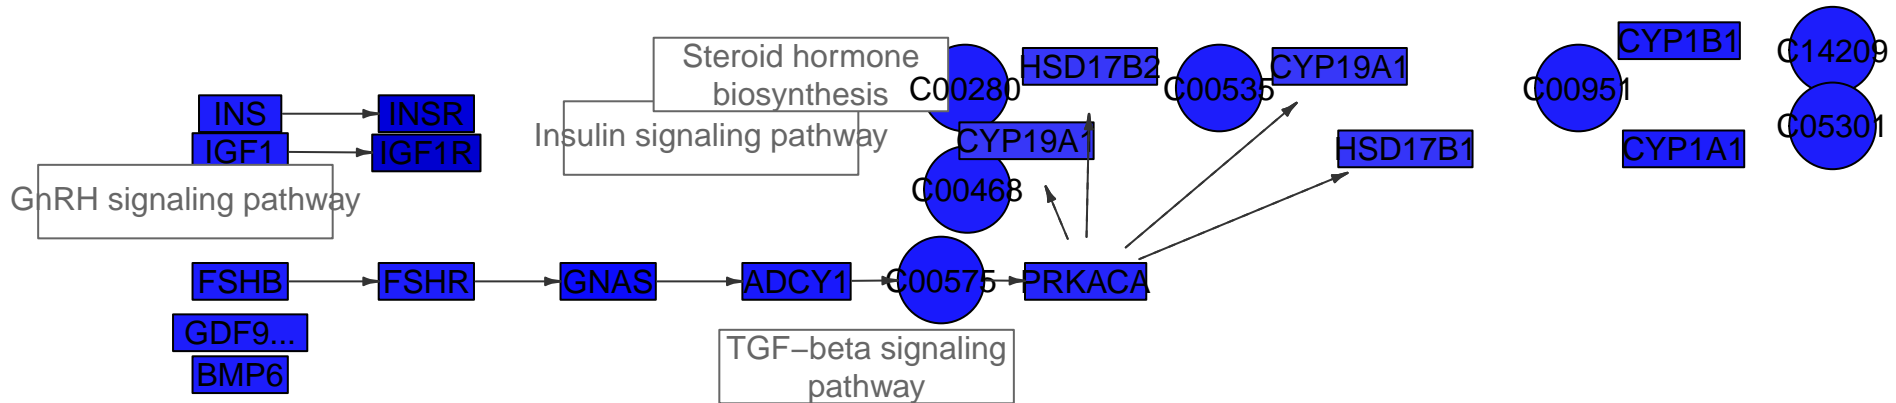 Steroid hormone
biosynthesis
C00280
HSD17B2
C00535
CYP19A1
C00951
CYP1B1
C14209
INS
INSR
Insulin signaling pathway
CYP19A1
HSD17B1
CYP1A1
C05301
IGF1
IGF1R
GnRH signaling pathway
C00468
FSHB
FSHR
GNAS
ADCY1
C00575
PRKACA
GDF9...
BMP6
TGF−beta signaling
pathway